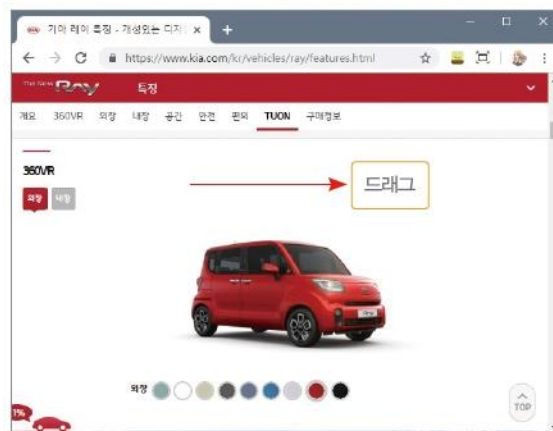 기아 레이 특징 - 개성있는 디자
https://www.kia.com/kr/vehicles/ray/features.html
The New Ray 특징
개요 360VR 외장 내장 공간 안전 편의 TUON 구매정보
360VR
외장 내장
드래그
Ray
외장
1%
TOP